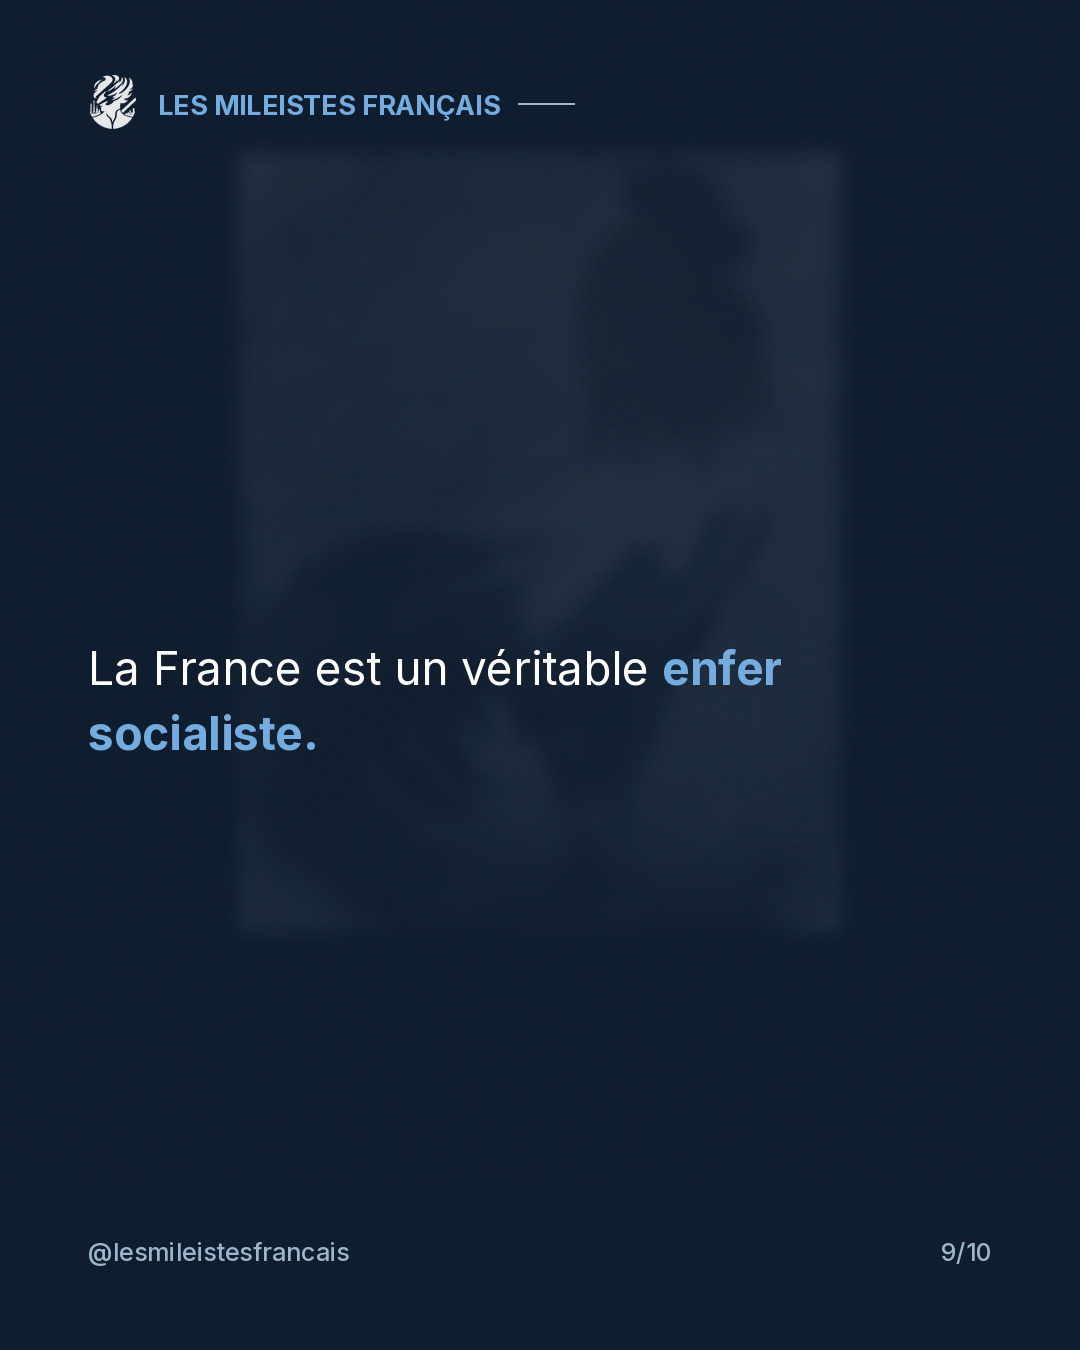 LES MILEISTES FRANÇAIS
La France est un véritable enfer
socialiste.
@lesmileistesfrancais
9/10